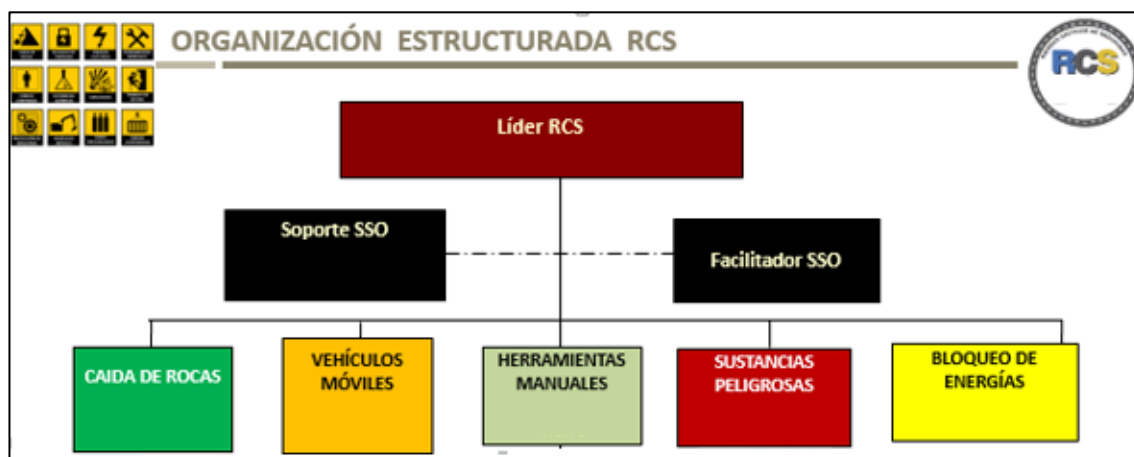 ORGANIZACIÓN ESTRUCTURADA RCS
RCS
Líder RCS
Soporte SSO
Facilitador SSO
CAIDA DE ROCAS
VEHÍCULOS
MÓVILES
HERRAMIENTAS
MANUALES
SUSTANCIAS
PELIGROSAS
BLOQUEO DE
ENERGÍAS